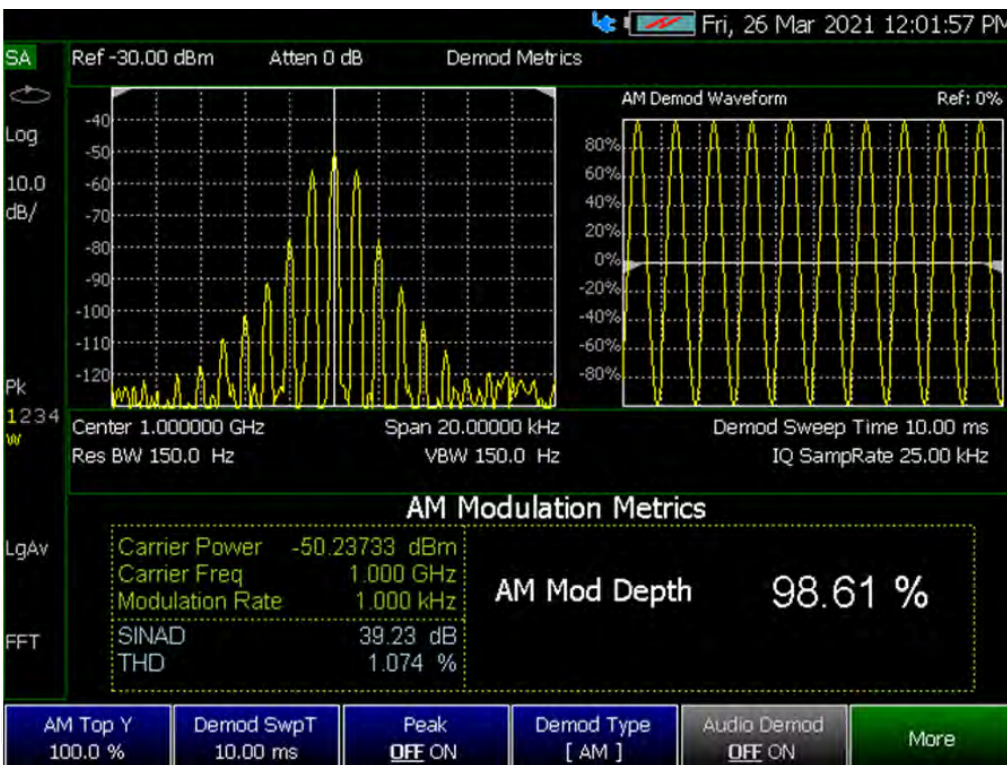 Fri, 26 Mar 2021 12:01:57 PM
SA
Ref -30.00 dBm Atten 0 dB Demod Metrics
AM Demod Waveform Ref: 0%
Log
10.0
dB/
-40
-50
-60
-70
-80
-90
-100
-110
-120
80%
60%
40%
20%
0%
-20%
-40%
-60%
-80%
Pk
1234
W
LgAv
FFT
Center 1.000000 GHz Span 20.00000 kHz
Res BW 150.0 Hz VBW 150.0 Hz
Demod Sweep Time 10.00 ms
IQ SampRate 25.00 kHz
AM Modulation Metrics
Carrier Power -50.23733 dBm
Carrier Freq 1.000 GHz
Modulation Rate 1.000 kHz
SINAD 39.23 dB
THD 1.074 %
AM Mod Depth 98.61 %
AM Top Y
100.0 %
Demod SwpT
10.00 ms
Peak
OFF ON
Demod Type
[ AM ]
Audio Demod
OFF ON
More